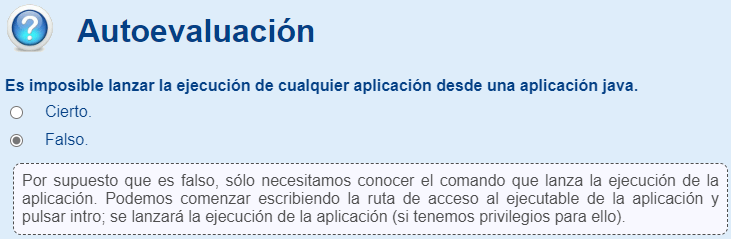 Autoevaluación
Es imposible lanzar la ejecución de cualquier aplicación desde una aplicación java.
Cierto.
Falso.
Por supuesto que es falso, sólo necesitamos conocer el comando que lanza la ejecución de la
aplicación. Podemos comenzar escribiendo la ruta de acceso al ejecutable de la aplicación y
pulsar intro; se lanzará la ejecución de la aplicación (si tenemos privilegios para ello).